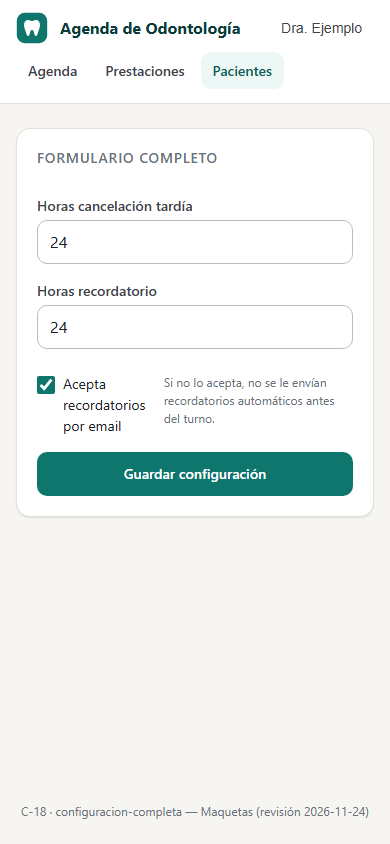 Agenda de Odontología
Dra. Ejemplo
Agenda
Prestaciones
Pacientes
FORMULARIO COMPLETO
Horas cancelación tardía
24
Horas recordatorio
24
Acepta
recordatorios
por email
Si no lo acepta, no se le envían
recordatorios automáticos antes
del turno.
Guardar configuración
C-18 · configuracion-completa — Maquetas (revisión 2026-11-24)